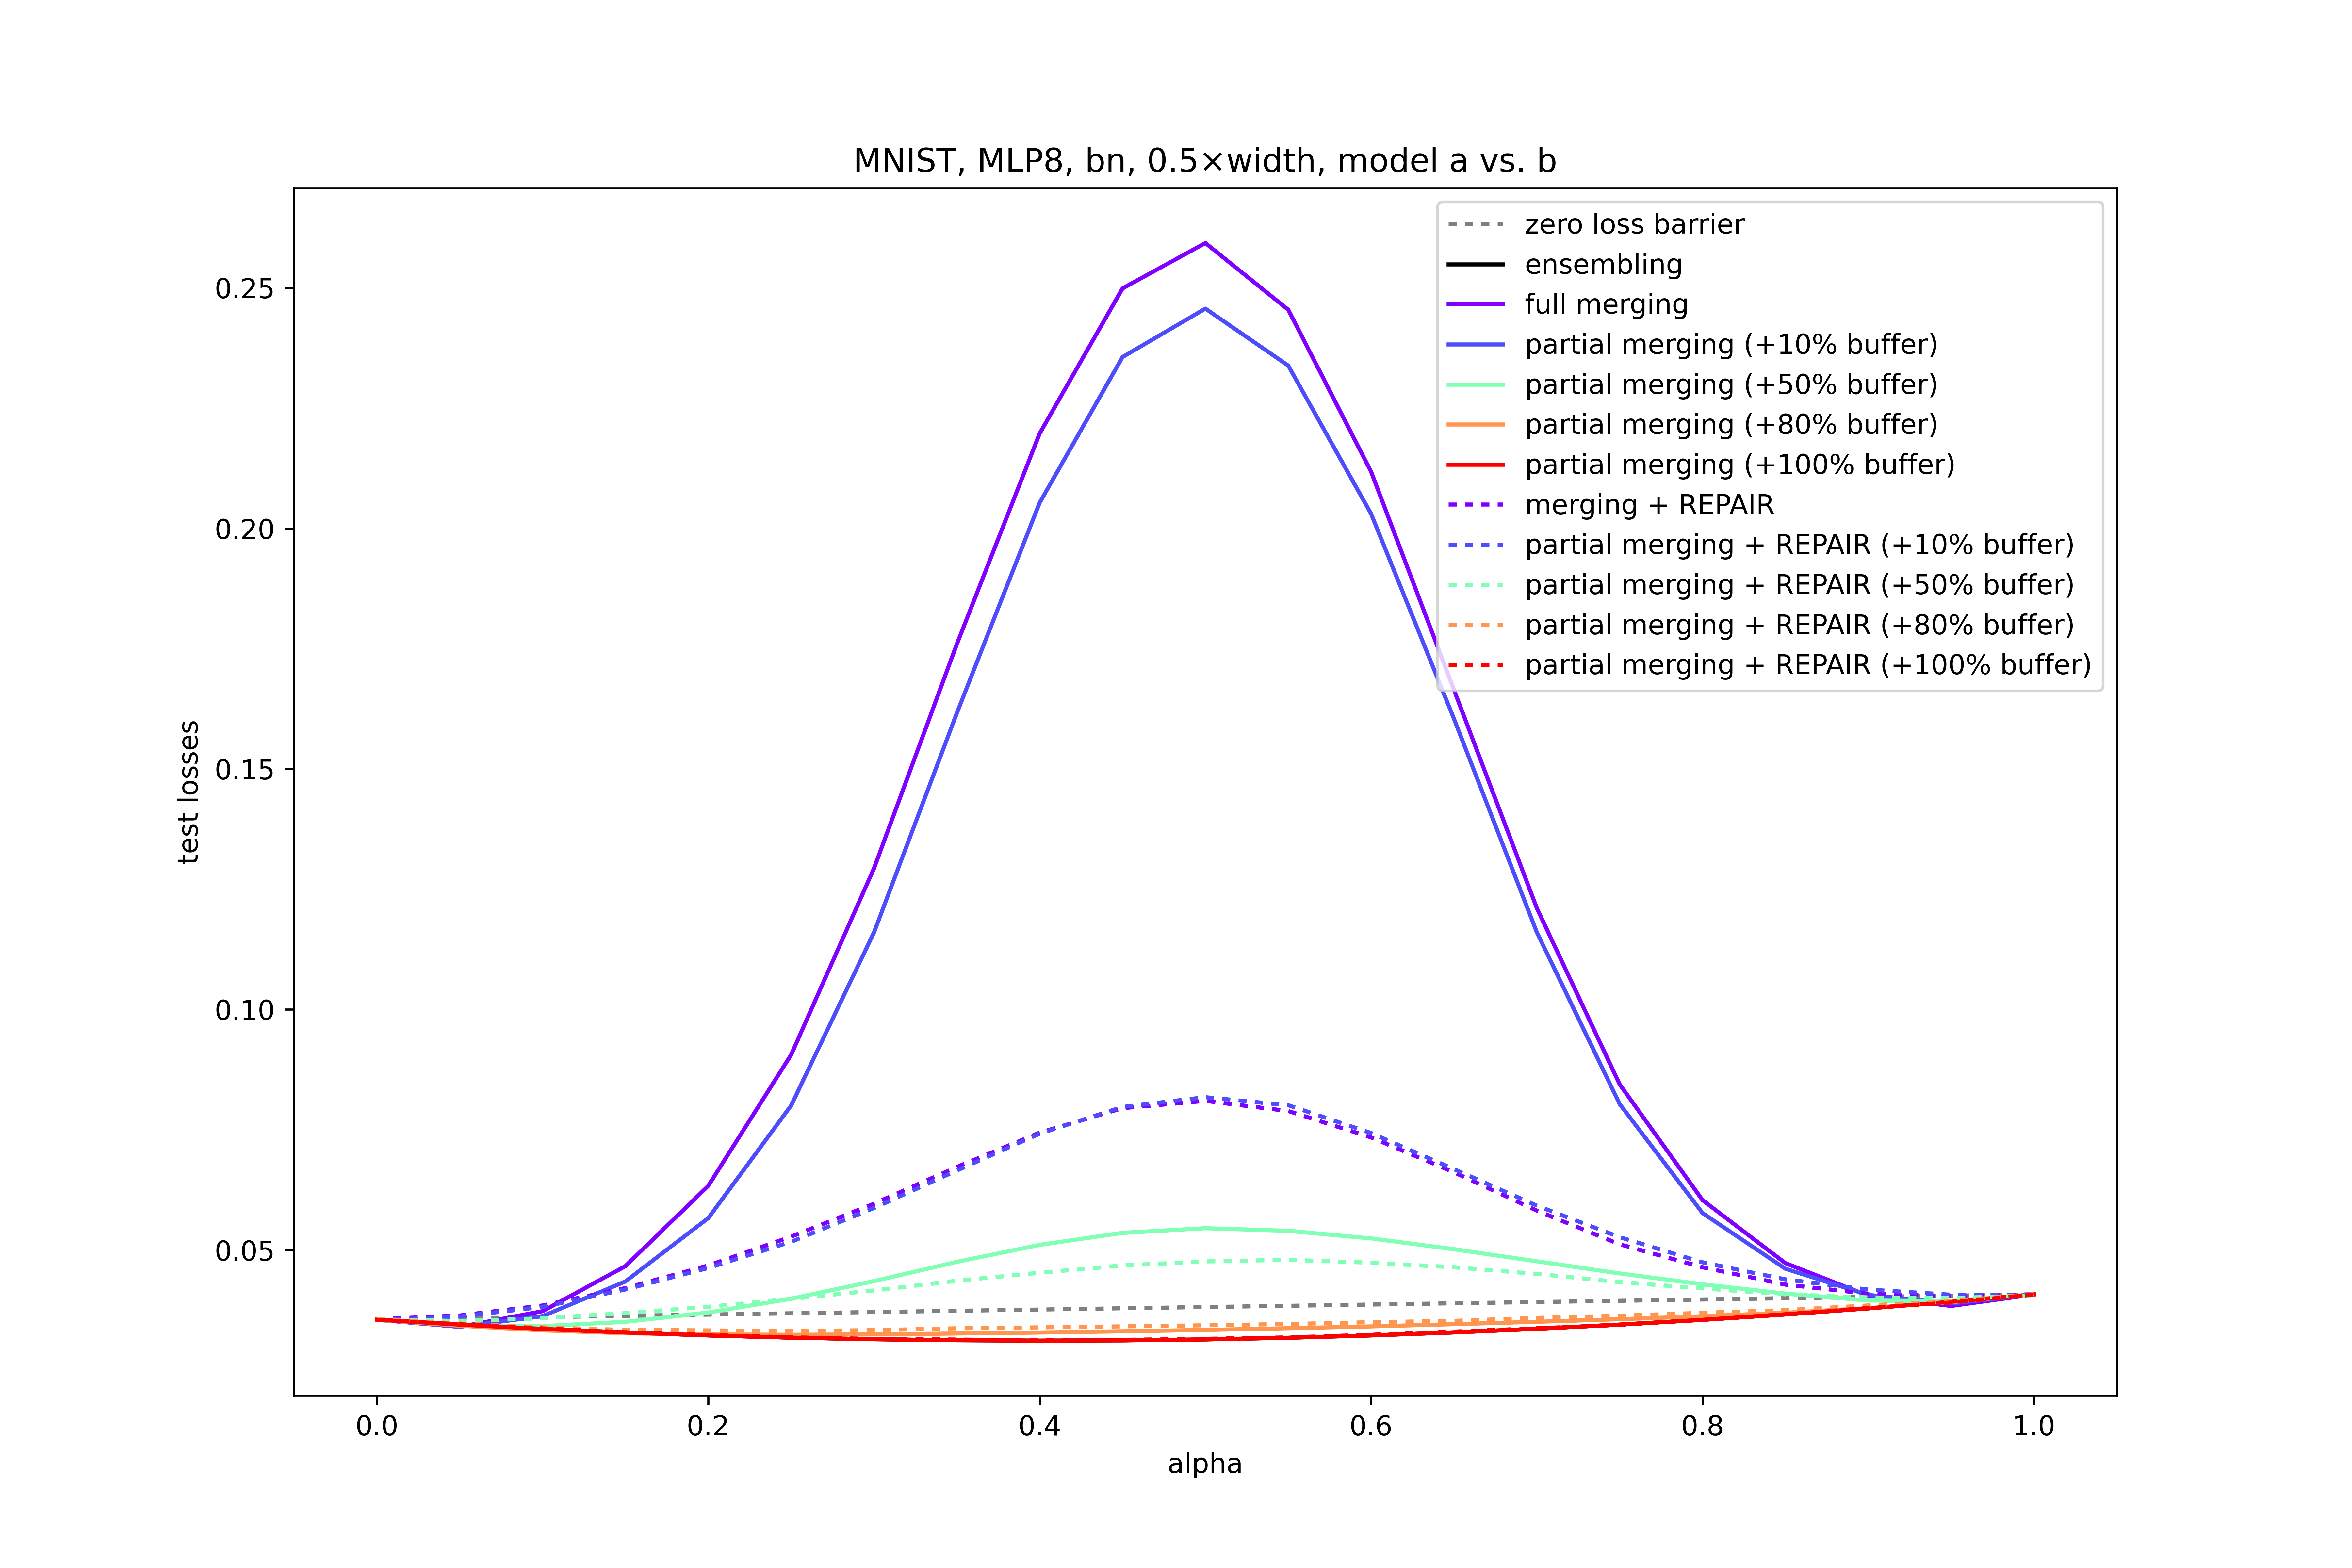 MNIST, MLP8, bn, 0.5×width, model a vs. b
zero loss barrier
ensembling
full merging
partial merging (+10% buffer)
partial merging (+50% buffer)
partial merging (+80% buffer)
partial merging (+100% buffer)
merging + REPAIR
partial merging + REPAIR (+10% buffer)
partial merging + REPAIR (+50% buffer)
partial merging + REPAIR (+80% buffer)
partial merging + REPAIR (+100% buffer)
test losses
0.25
0.20
0.15
0.10
0.05
0.0 0.2 0.4 0.6 0.8 1.0
alpha